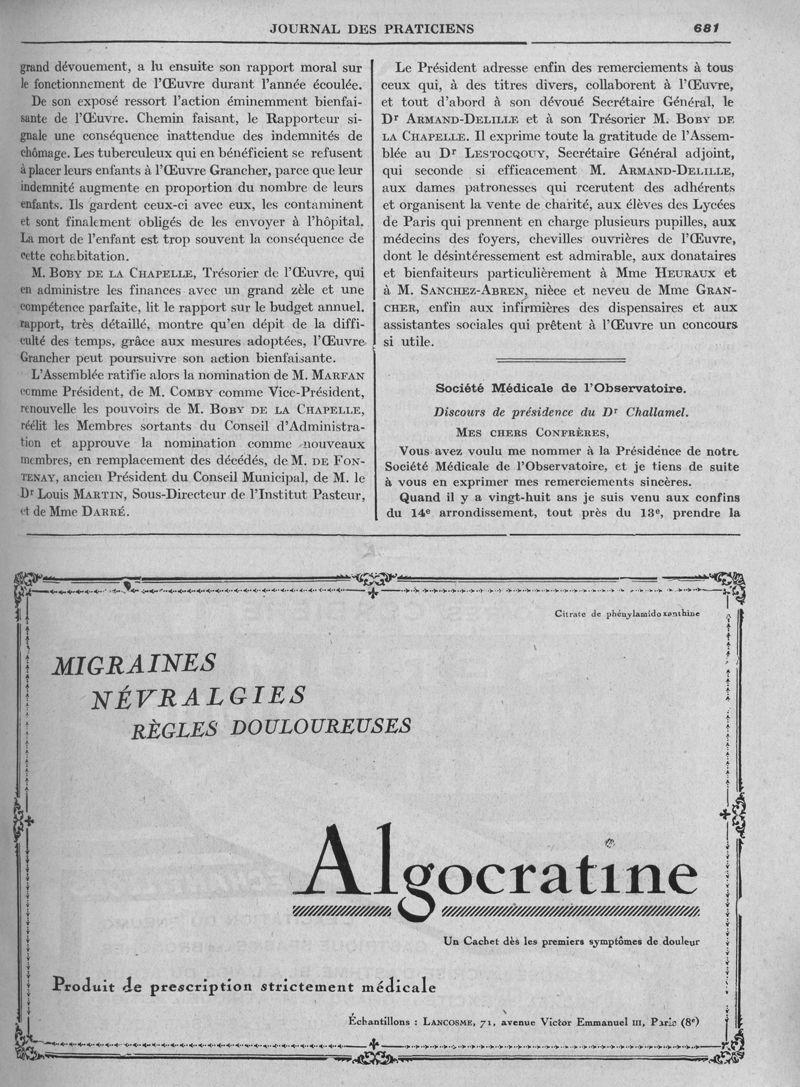 JOURNAL DES PRATICIENS 681
grand dévouement, a lu ensuite son rapport moral sur
le fonctionnement de l'Œuvre durant l'année écoulée.
De son exposé ressort l'action éminemment bienfai-
sante de l'Œuvre. Chemin faisant, le Rapporteur si-
gnale une conséquence inattendue des indemnités de
chômage. Les tuberculeux qui en bénéficient se refusent
à placer leurs enfants à l'Œuvre Grancher, parce que leur
indemnité augmente en proportion du nombre de leurs
enfants. Ils gardent ceux-ci avec eux, les contaminent
et sont finalement obligés de les envoyer à l'hôpital.
La mort de l'enfant est trop souvent la conséquence de
cette cohabitation.
M. BOBY DE LA CHAPELLE, Trésorier de l'Œuvre, qui
en administre les finances avec un grand zèle et une
compétence parfaite, lit le rapport sur le budget annuel.
rapport, très détaillé, montre qu'en dépit de la diffi-
culté des temps, grâce aux mesures adoptées, l'Œuvre
Grancher peut poursuivre son action bienfaisante.
L'Assemblée ratifie alors la nomination de M. MARFAN
comme Président, de M. COMBY comme Vice-Président,
renouvelle les pouvoirs de M. BOBY DE LA CHAPELLE,
réélit les Membres sortants du Conseil d'Administra-
tion et approuve la nomination comme nouveaux
membres, en remplacement des décédés, de M. DE FON-
TENAY, ancien Président du Conseil Municipal, de M. le
Dr Louis MARTIN, Sous-Directeur de l'Institut Pasteur,
et de Mme DARRÉ.
Le Président adresse enfin des remerciements à tous
ceux qui, à des titres divers, collaborent à l'Œuvre,
et tout d'abord à son dévoué Secrétaire Général, le
Dr ARMAND-DELILLE et à son Trésorier M. BOBY DE
LA CHAPELLE. Il exprime toute la gratitude de l'Assem-
blée au Dr LESTOCQOUY, Secrétaire Général adjoint,
qui seconde si efficacement M. ARMAND-DELILLE,
aux dames patronesses qui rcerutent des adhérents
et organisent la vente de charité, aux élèves des Lycées
de Paris qui prennent en charge plusieurs pupilles, aux
médecins des foyers, chevilles ouvrières de l'Œuvre,
dont le désintéressement est admirable, aux donataires
et bienfaiteurs particulièrement à Mme HEURAUX et
à M. SANCHEZ-ABREN, nièce et neveu de Mme GRAN-
CHER, enfin aux infirmières des dispensaires et aux
assistantes sociales qui prêtent à l'Œuvre un concours
si utile.
Société Médicale de l'Observatoire.
Discours de présidence du Dr Challamel.
MES CHERS CONFRÈRES,
Vous avez voulu me nommer à la Présidence de notre
Société Médicale de l'Observatoire, et je tiens de suite
à vous en exprimer mes remerciements sincères.
Quand il y a vingt-huit ans je suis venu aux confins
du 14e arrondissement, tout près du 13e, prendre la
Citrate de phénylamidoxanthine
MIGRAINES
NÉVRALGIES
RÈGLES DOULOUREUSES
Algocratine
Un Cachet dès les premiers symptômes de douleur
Produit de prescription strictement médicale
Échantillons : LANCOSME, 71, avenue Victor Emmanuel III, Paris (8e)